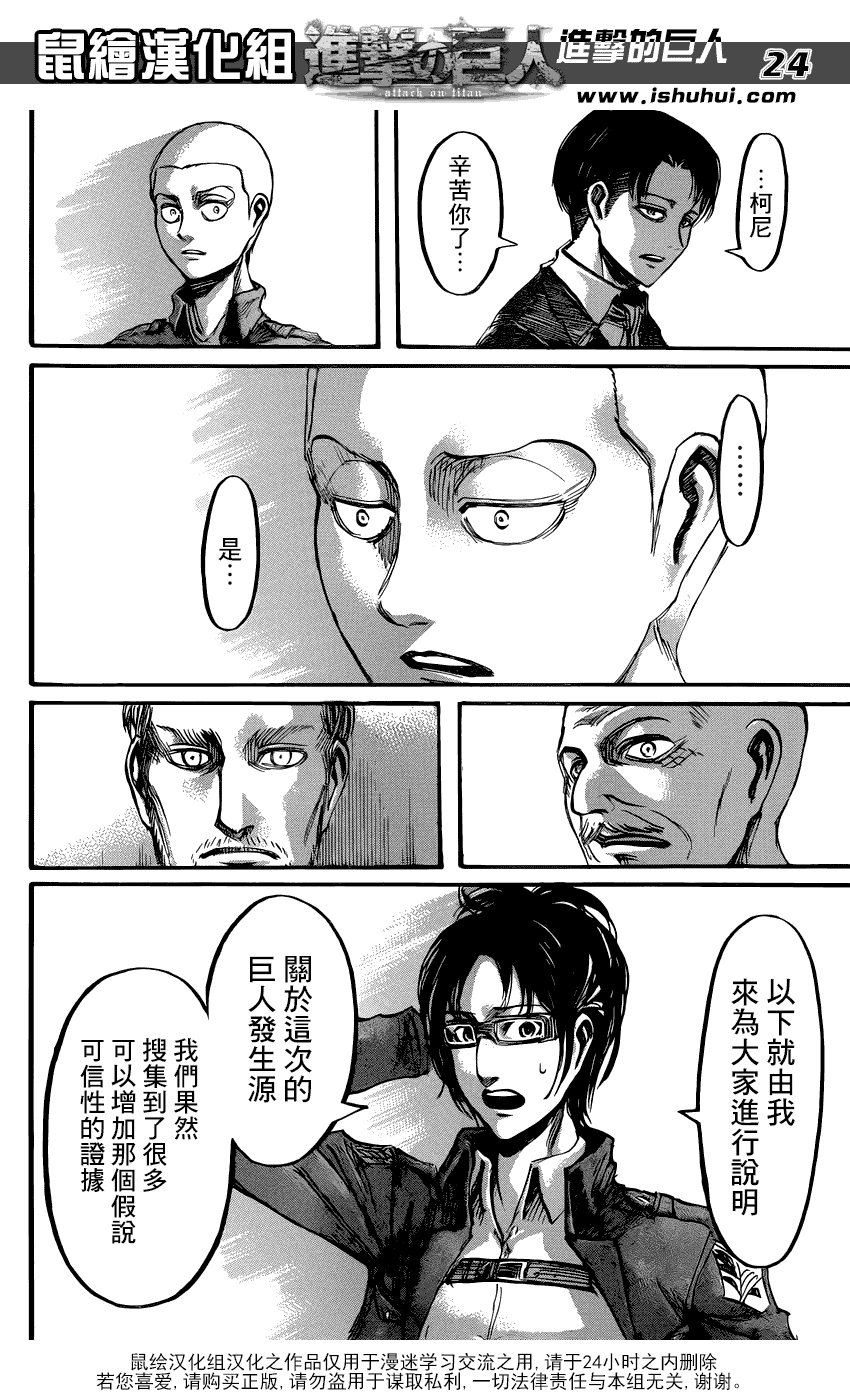 鼠繪漢化組
進撃の巨人
attack on titan
進擊的巨人
24
www.ishuhui.com
…柯尼
辛苦你了…
……
是…
以下就由我
來為大家進行說明
關於這次的
巨人發生源
我們果然
搜集到了很多
可以增加那個假說
可信性的證據
鼠绘汉化组汉化之作品仅用于漫迷学习交流之用,请于24小时之内删除
若您喜爱,请购买正版,请勿盗用于谋取私利,一切法律责任与本组无关,谢谢。